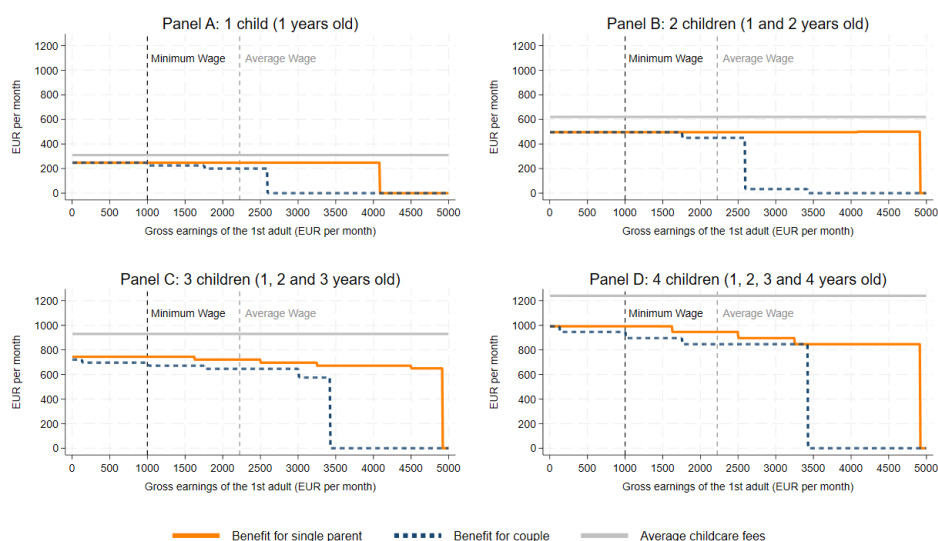 Panel A: 1 child (1 years old)
1200
1000
800
600
400
200
0
EUR per month
Minimum Wage
Average Wage
0 500 1000 1500 2000 2500 3000 3500 4000 4500 5000
Gross earnings of the 1st adult (EUR per month)
Panel B: 2 children (1 and 2 years old)
1200
1000
800
600
400
200
0
EUR per month
Minimum Wage
Average Wage
0 500 1000 1500 2000 2500 3000 3500 4000 4500 5000
Gross earnings of the 1st adult (EUR per month)
Panel C: 3 children (1, 2 and 3 years old)
1200
1000
800
600
400
200
0
EUR per month
Minimum Wage
Average Wage
0 500 1000 1500 2000 2500 3000 3500 4000 4500 5000
Gross earnings of the 1st adult (EUR per month)
Panel D: 4 children (1, 2, 3 and 4 years old)
1200
1000
800
600
400
200
0
EUR per month
Minimum Wage
Average Wage
0 500 1000 1500 2000 2500 3000 3500 4000 4500 5000
Gross earnings of the 1st adult (EUR per month)
Benefit for single parent
Benefit for couple
Average childcare fees